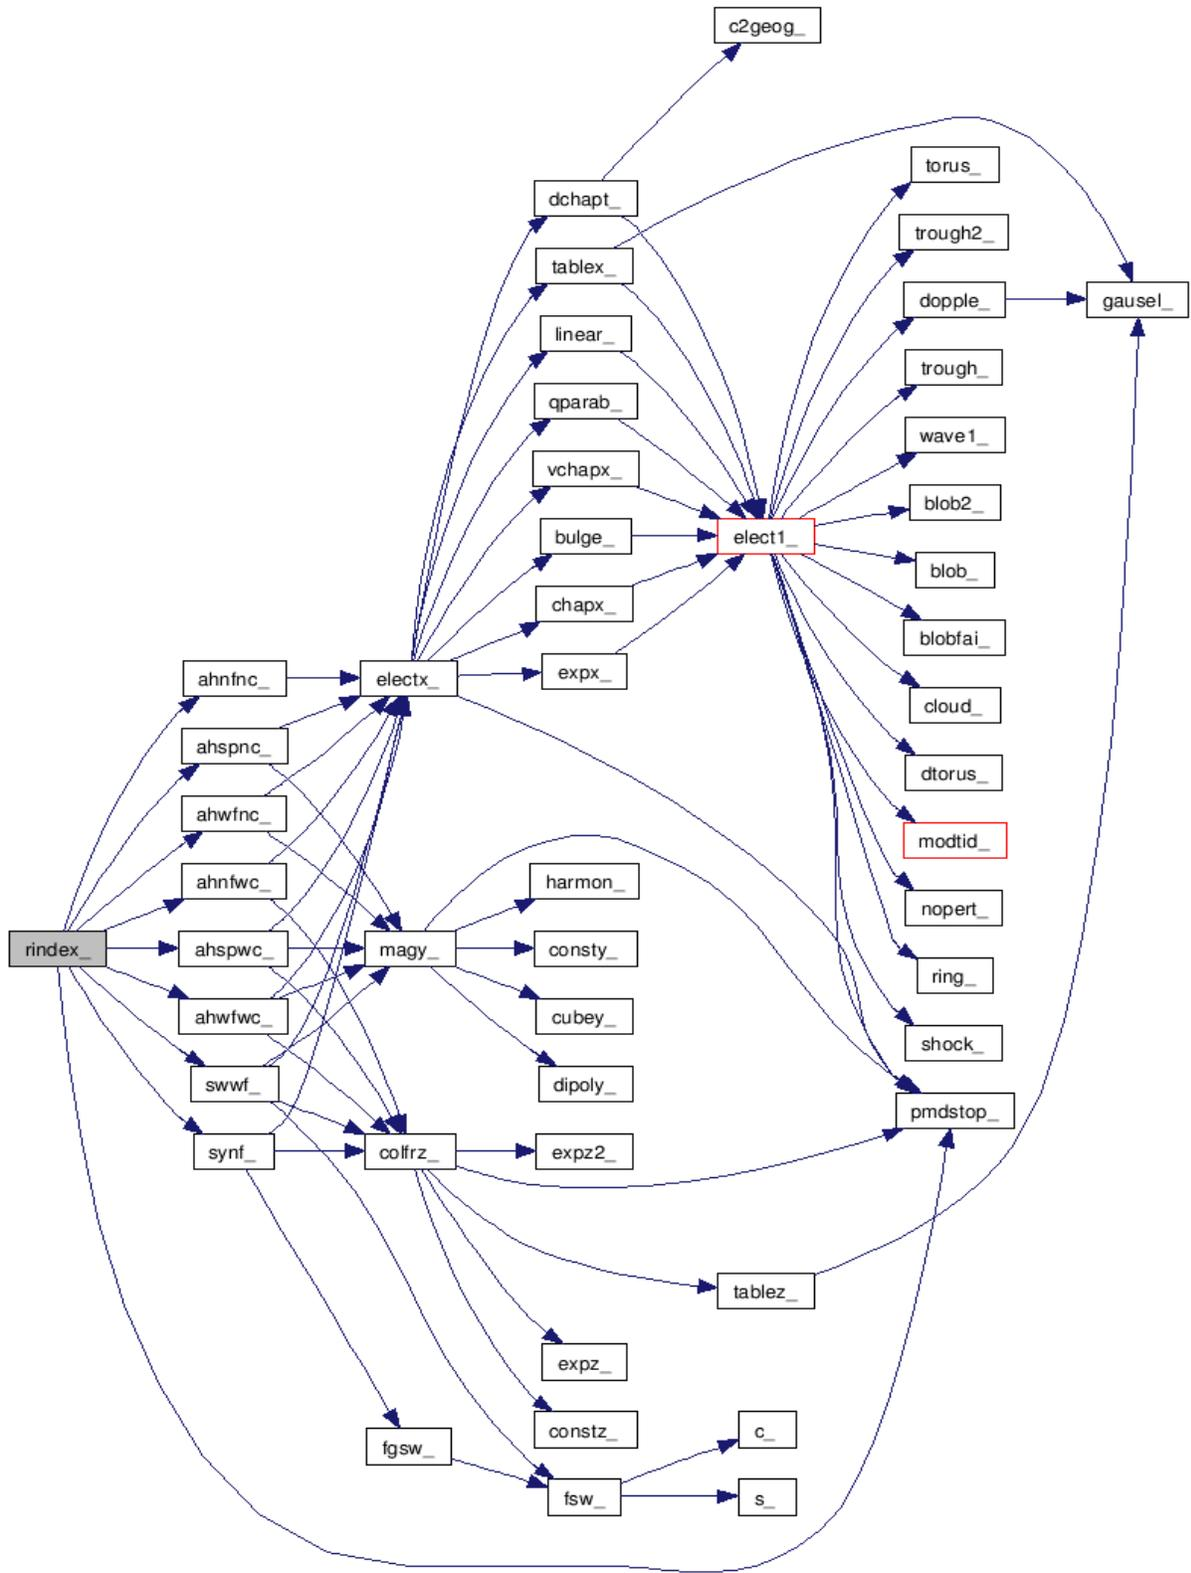 c2geog_
torus_
dchapt_
trough2_
tablex_
dopple_
gausel_
linear_
trough_
qparab_
wave1_
vchapx_
blob2_
bulge_
elect1_
blob_
chapx_
blobfai_
ahnfnc_
electx_
expx_
cloud_
ahspnc_
dtorus_
ahwfnc_
modtid_
ahnfwc_
harmon_
nopert_
rindex_
ahspwc_
magy_
consty_
ring_
ahwfwc_
cubey_
shock_
swwf_
dipoly_
pmdstop_
synf_
colfrz_
expz2_
tablez_
expz_
constz_
c_
fgsw_
fsw_
s_